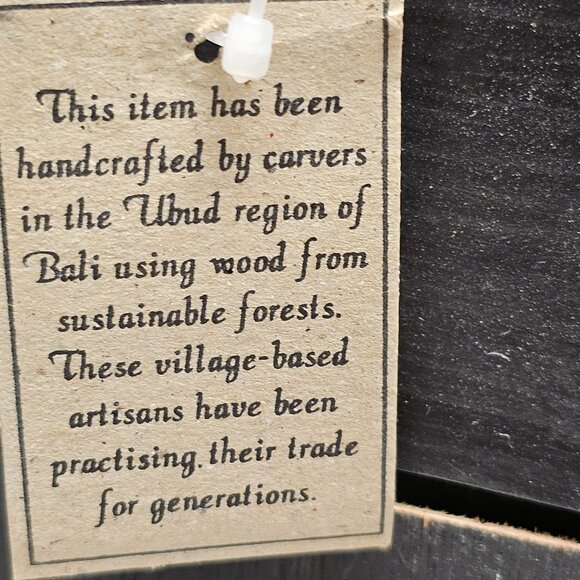 This item has been
handcrafted by carvers
in the Ubud region of
Bali using wood from
sustainable forests.
These village-based
artisans have been
practising. their trade
for generations.